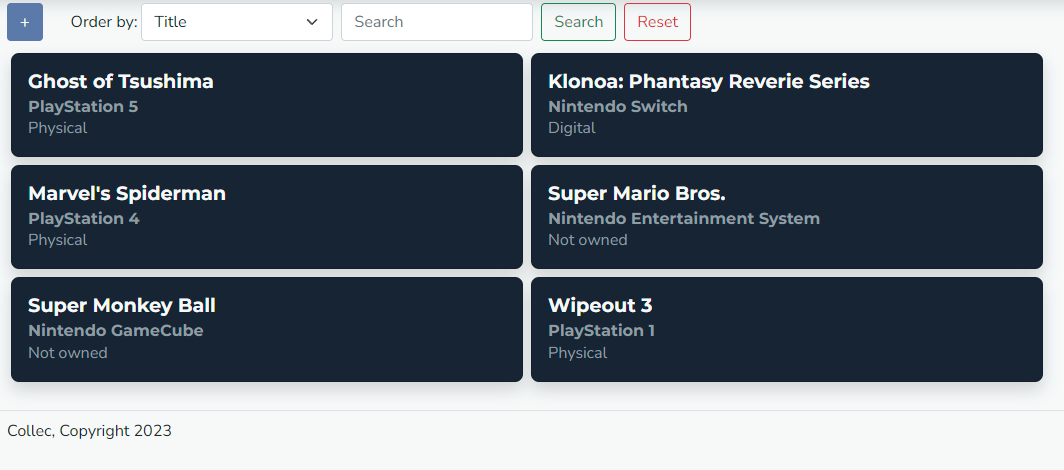 + Order by: Title Search Search Reset
Ghost of Tsushima
PlayStation 5
Physical
Klonoa: Phantasy Reverie Series
Nintendo Switch
Digital
Marvel's Spiderman
PlayStation 4
Physical
Super Mario Bros.
Nintendo Entertainment System
Not owned
Super Monkey Ball
Nintendo GameCube
Not owned
Wipeout 3
PlayStation 1
Physical
Collec, Copyright 2023